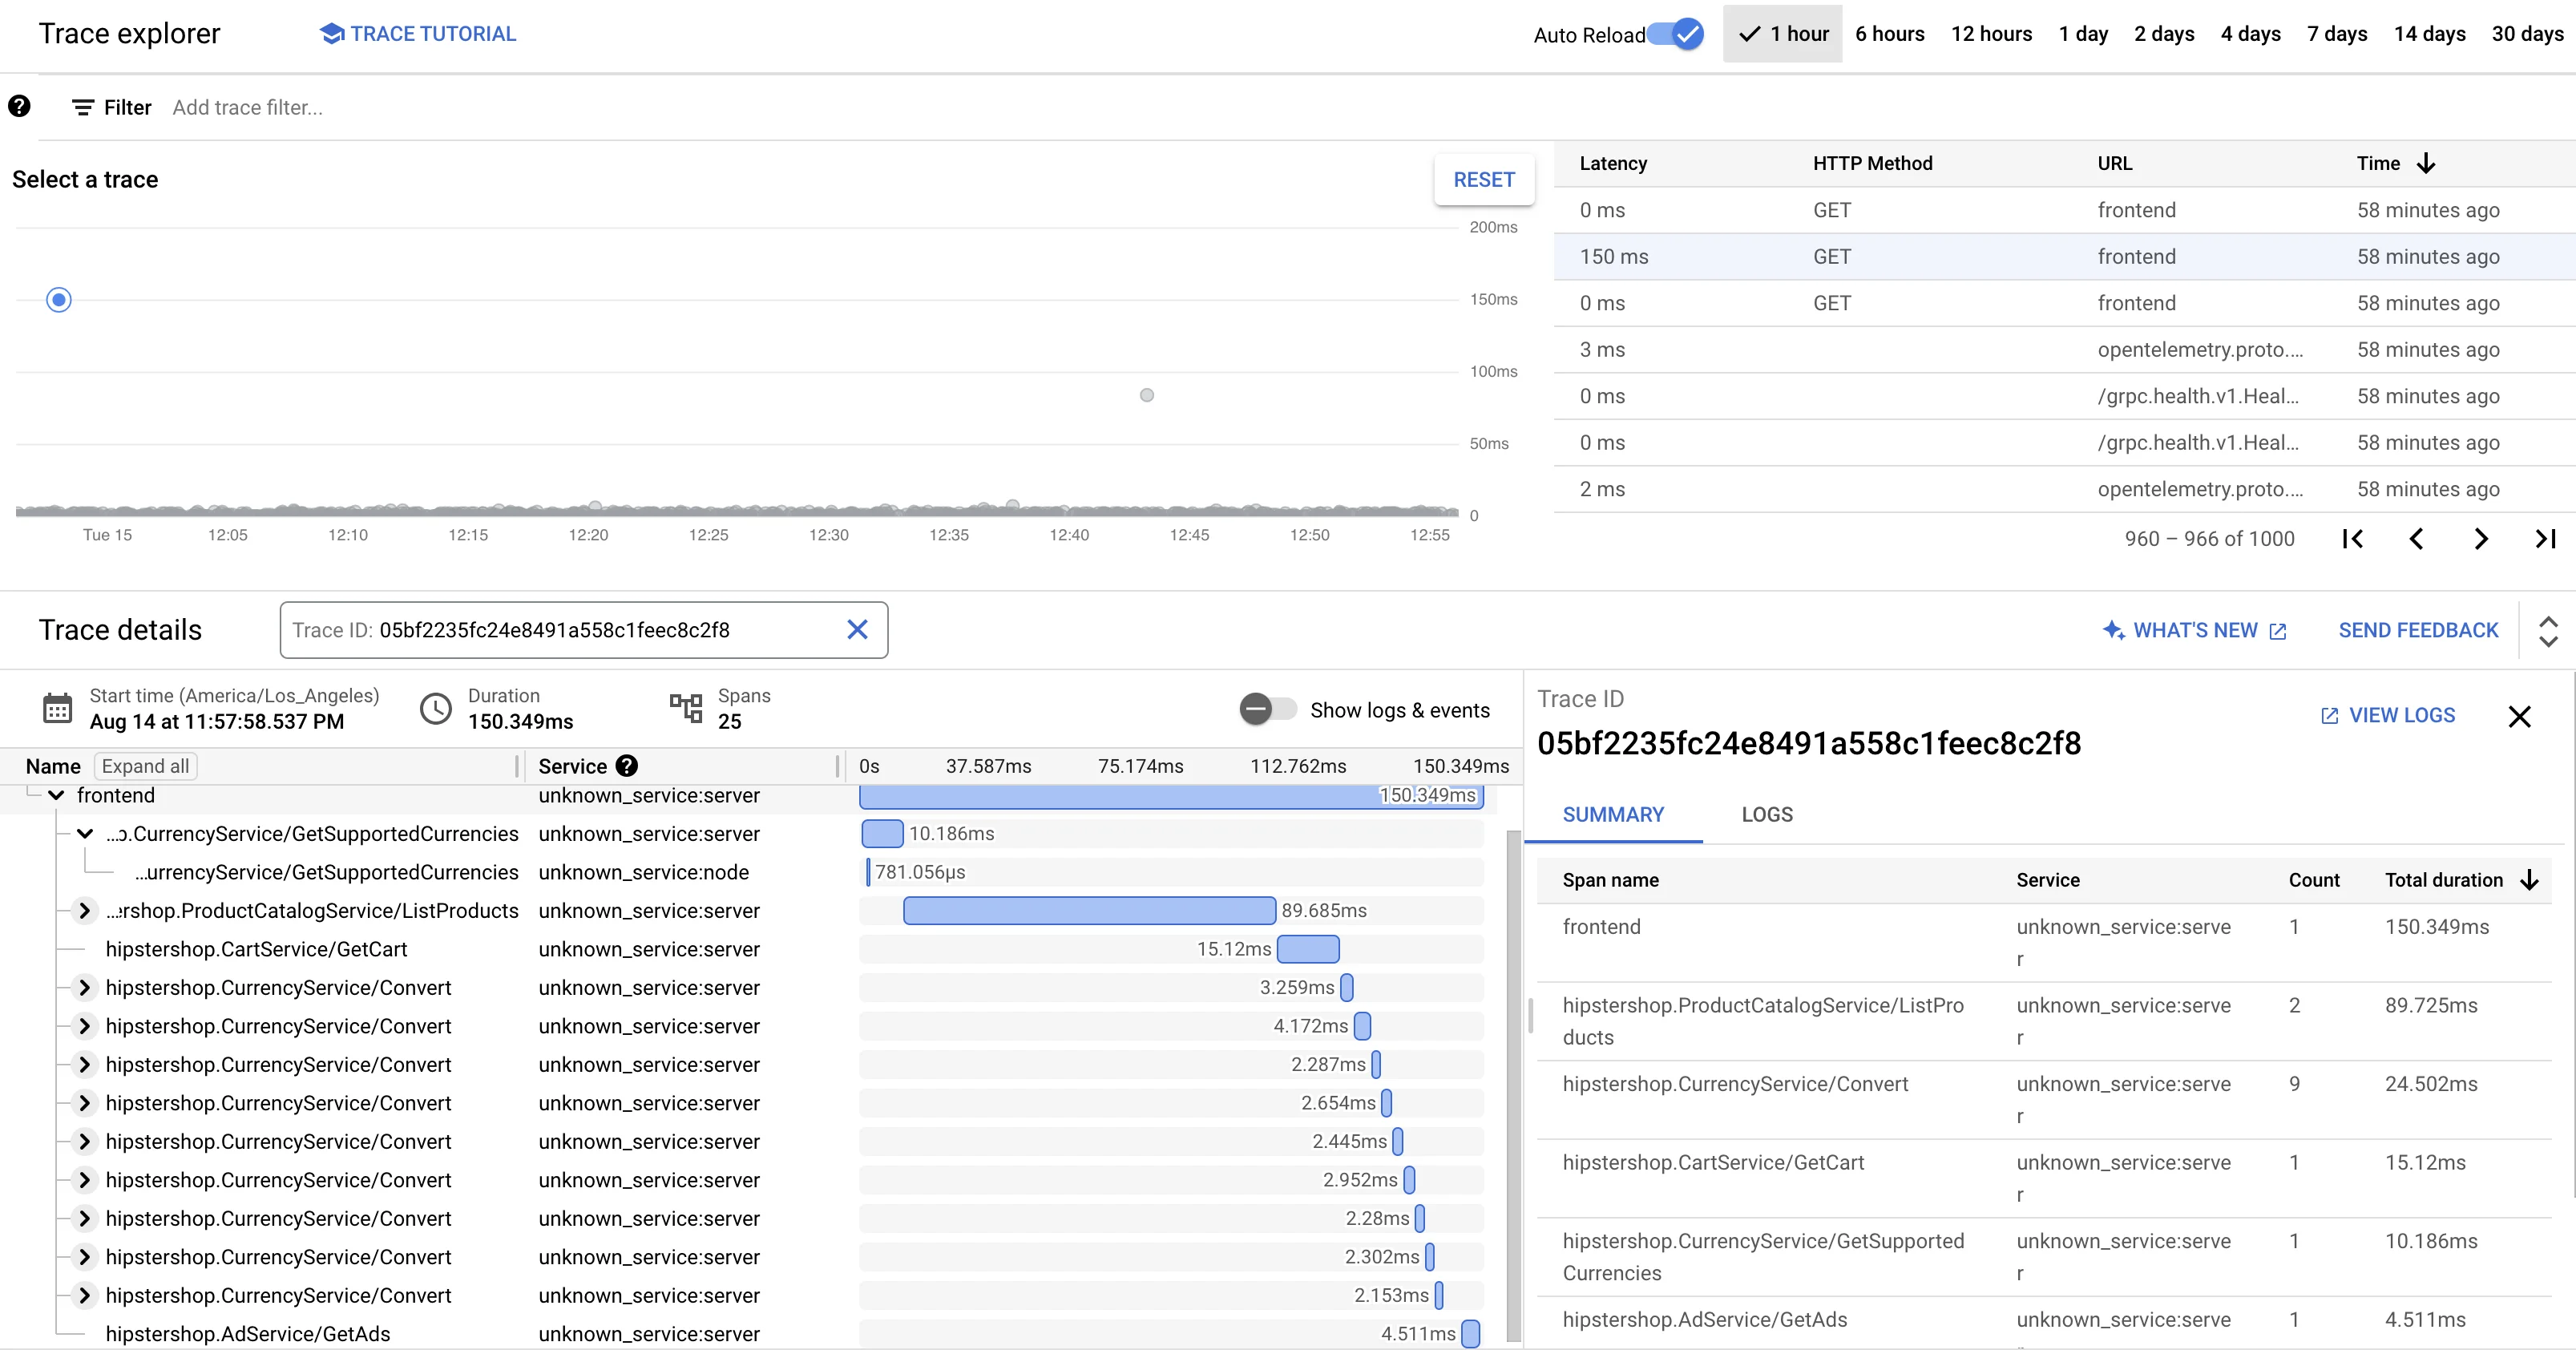 Trace explorer
TRACE TUTORIAL
Auto Reload
1 hour 6 hours 12 hours 1 day 2 days 4 days 7 days 14 days 30 days
Filter Add trace filter...
Select a trace
RESET
200ms
150ms
100ms
50ms
0
Tue 15 12:05 12:10 12:15 12:20 12:25 12:30 12:35 12:40 12:45 12:50 12:55
Latency HTTP Method URL Time
0 ms GET frontend 58 minutes ago
150 ms GET frontend 58 minutes ago
0 ms GET frontend 58 minutes ago
3 ms opentelemetry.proto.... 58 minutes ago
0 ms /grpc.health.v1.Heal... 58 minutes ago
0 ms /grpc.health.v1.Heal... 58 minutes ago
2 ms opentelemetry.proto.... 58 minutes ago
960 – 966 of 1000
Trace details
Trace ID: 05bf2235fc24e8491a558c1feec8c2f8
WHAT'S NEW
SEND FEEDBACK
Start time (America/Los_Angeles)
Aug 14 at 11:57:58.537 PM
Duration
150.349ms
Spans
25
Show logs & events
Name Expand all Service 0s 37.587ms 75.174ms 112.762ms 150.349ms
frontend unknown_service:server 150.349ms
...o.CurrencyService/GetSupportedCurrencies unknown_service:server 10.186ms
...urrencyService/GetSupportedCurrencies unknown_service:node 781.056µs
...ershop.ProductCatalogService/ListProducts unknown_service:server 89.685ms
hipstershop.CartService/GetCart unknown_service:server 15.12ms
hipstershop.CurrencyService/Convert unknown_service:server 3.259ms
hipstershop.CurrencyService/Convert unknown_service:server 4.172ms
hipstershop.CurrencyService/Convert unknown_service:server 2.287ms
hipstershop.CurrencyService/Convert unknown_service:server 2.654ms
hipstershop.CurrencyService/Convert unknown_service:server 2.445ms
hipstershop.CurrencyService/Convert unknown_service:server 2.952ms
hipstershop.CurrencyService/Convert unknown_service:server 2.28ms
hipstershop.CurrencyService/Convert unknown_service:server 2.302ms
hipstershop.CurrencyService/Convert unknown_service:server 2.153ms
hipstershop.AdService/GetAds unknown_service:server 4.511ms
Trace ID
05bf2235fc24e8491a558c1feec8c2f8
VIEW LOGS
SUMMARY LOGS
Span name Service Count Total duration
frontend unknown_service:serve 1 150.349ms
r
hipstershop.ProductCatalogService/ListPro unknown_service:serve 2 89.725ms
ducts r
hipstershop.CurrencyService/Convert unknown_service:serve 9 24.502ms
r
hipstershop.CartService/GetCart unknown_service:serve 1 15.12ms
r
hipstershop.CurrencyService/GetSupported unknown_service:serve 1 10.186ms
Currencies r
hipstershop.AdService/GetAds unknown_service:serve 1 4.511ms